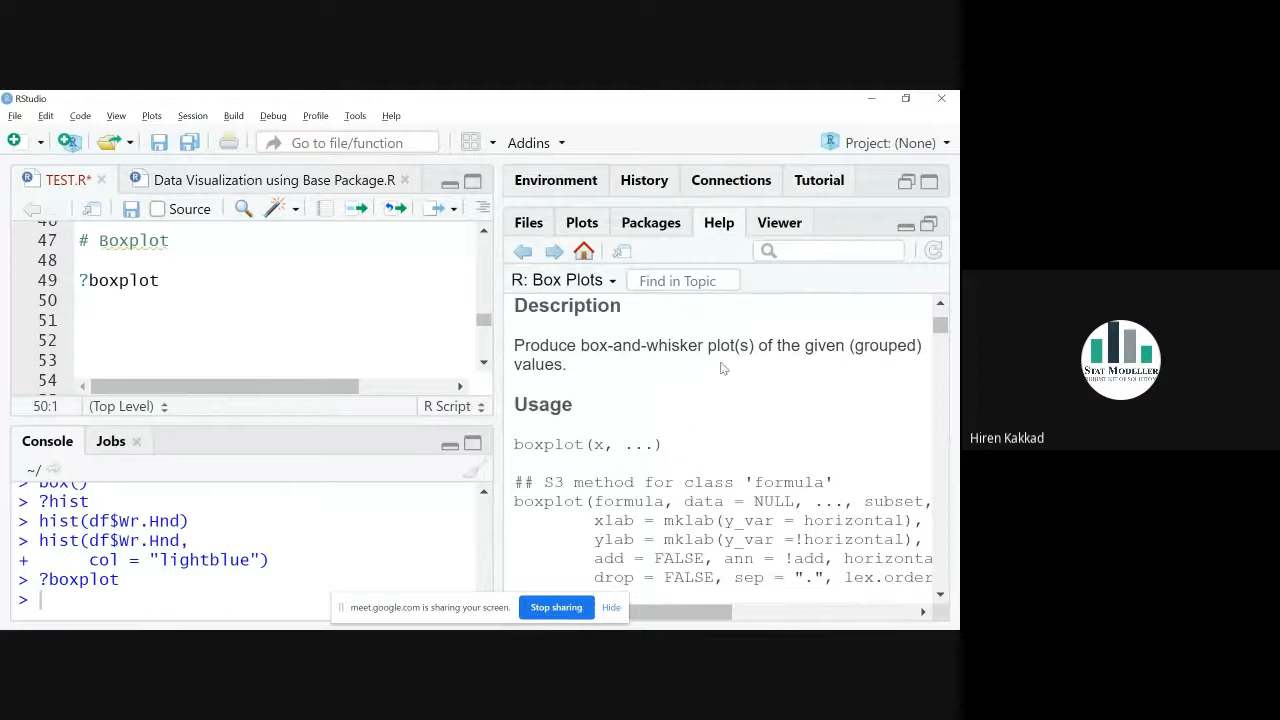 RStudio
File Edit Code View Plots Session Build Debug Profile Tools Help
Go to file/function Addins Project: (None)
TEST.R* Data Visualization using Base Package.R
Source
47 # Boxplot
48
49 ?boxplot
50
51
52
53
54
50:1 (Top Level) R Script
Console Jobs
~/
> box()
> ?hist
> hist(df$Wr.Hnd)
> hist(df$Wr.Hnd,
+ col = "lightblue")
> ?boxplot
>
Environment History Connections Tutorial
Files Plots Packages Help Viewer
R: Box Plots Find in Topic
Description
Produce box-and-whisker plot(s) of the given (grouped)
values.
Usage
boxplot(x, ...)
## S3 method for class 'formula'
boxplot(formula, data = NULL, ..., subset,
xlab = mklab(y_var = horizontal),
ylab = mklab(y_var =!horizontal),
add = FALSE, ann = !add, horizonta
drop = FALSE, sep = ".", lex.order
meet.google.com is sharing your screen. Stop sharing Hide
STAT MODELLER
Hiren Kakkad